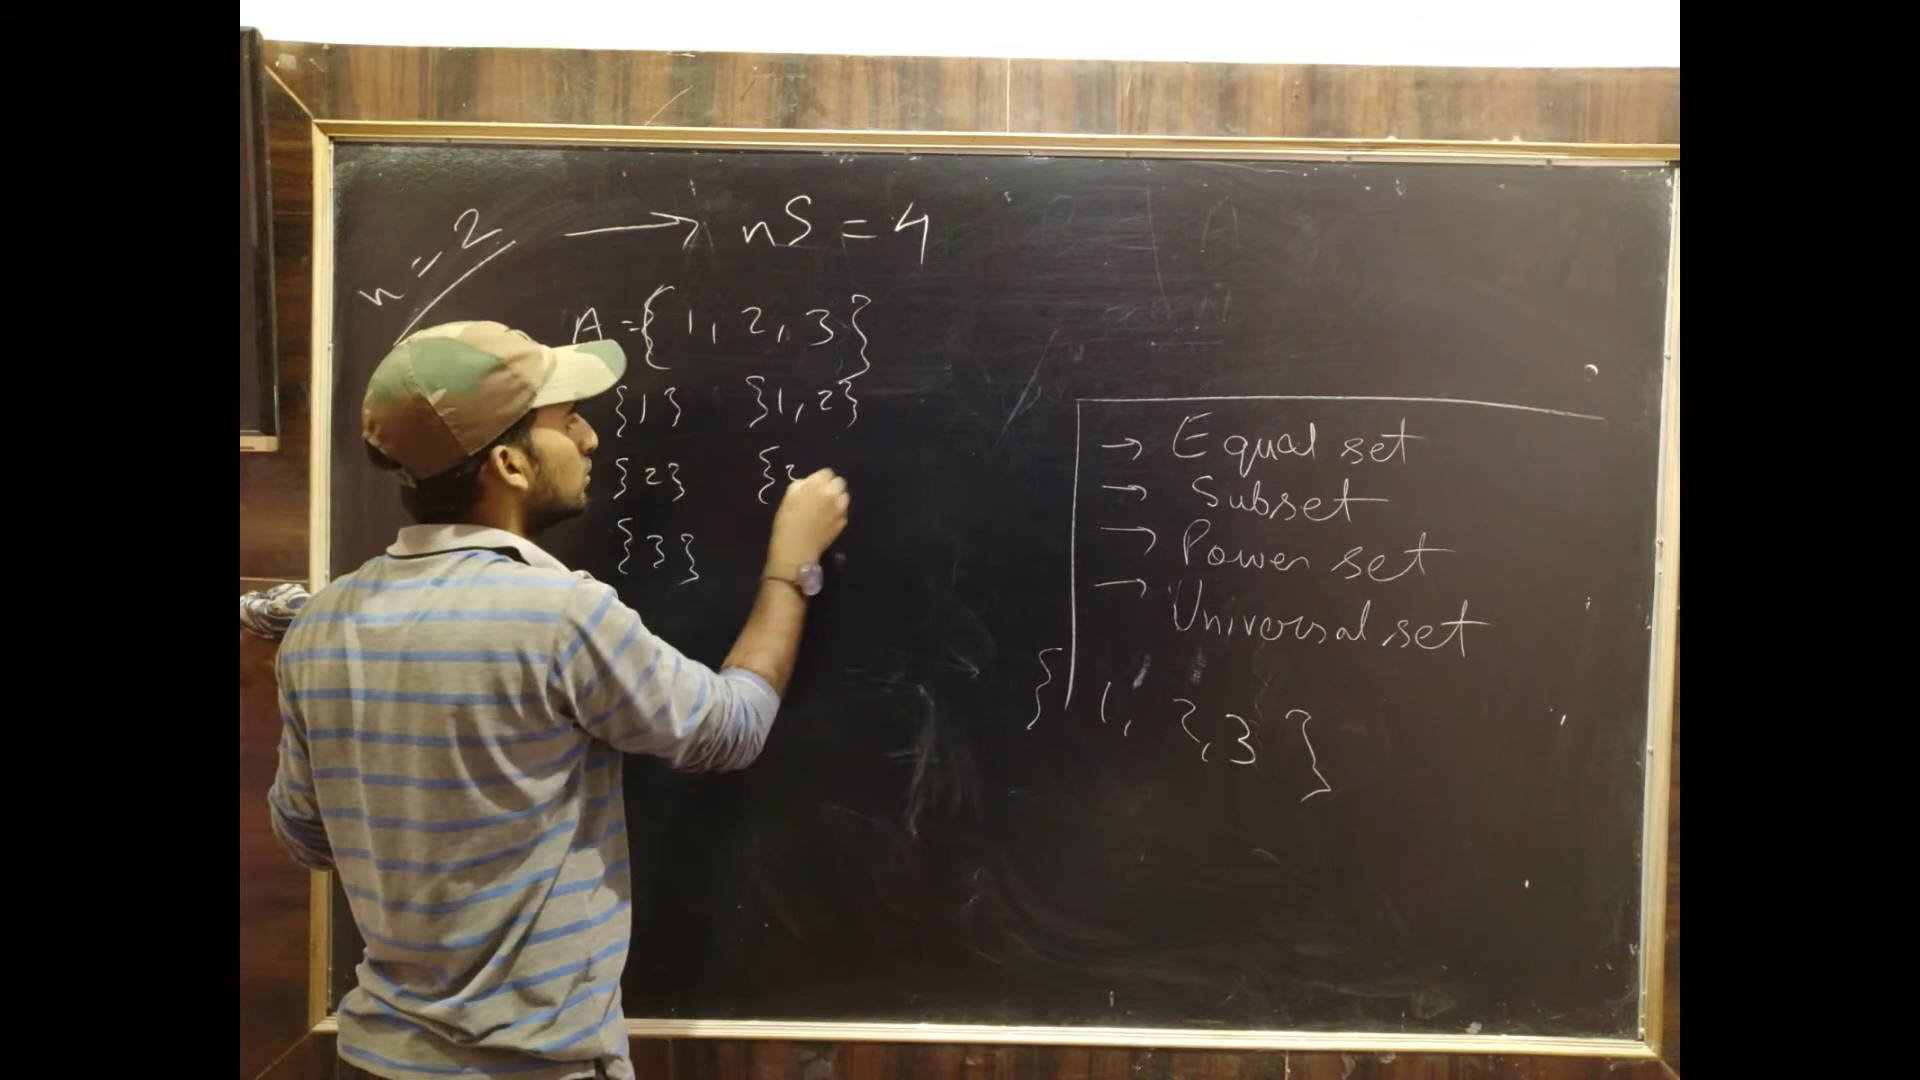 n = 2 → nS = 4
A = {1, 2, 3}
{1} {1, 2}
{2} {2
{3}
→ Equal set
→ Subset
→ Power set
→ Universal set
{ 1, 2, 3 }